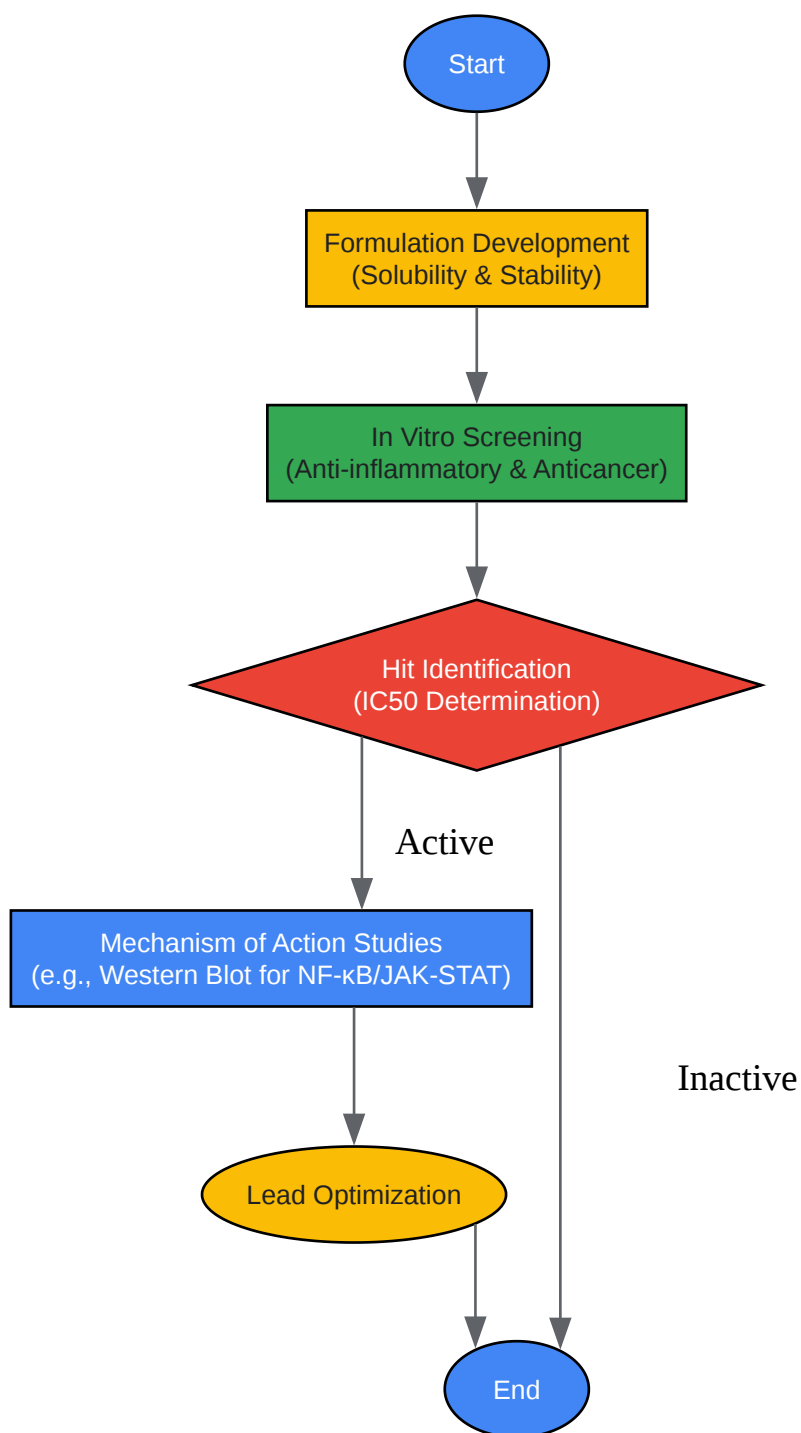 Start
Formulation Development
(Solubility & Stability)
In Vitro Screening
(Anti-inflammatory & Anticancer)
Hit Identification
(IC50 Determination)
Active
Mechanism of Action Studies
(e.g., Western Blot for NF-κB/JAK-STAT)
Inactive
Lead Optimization
End